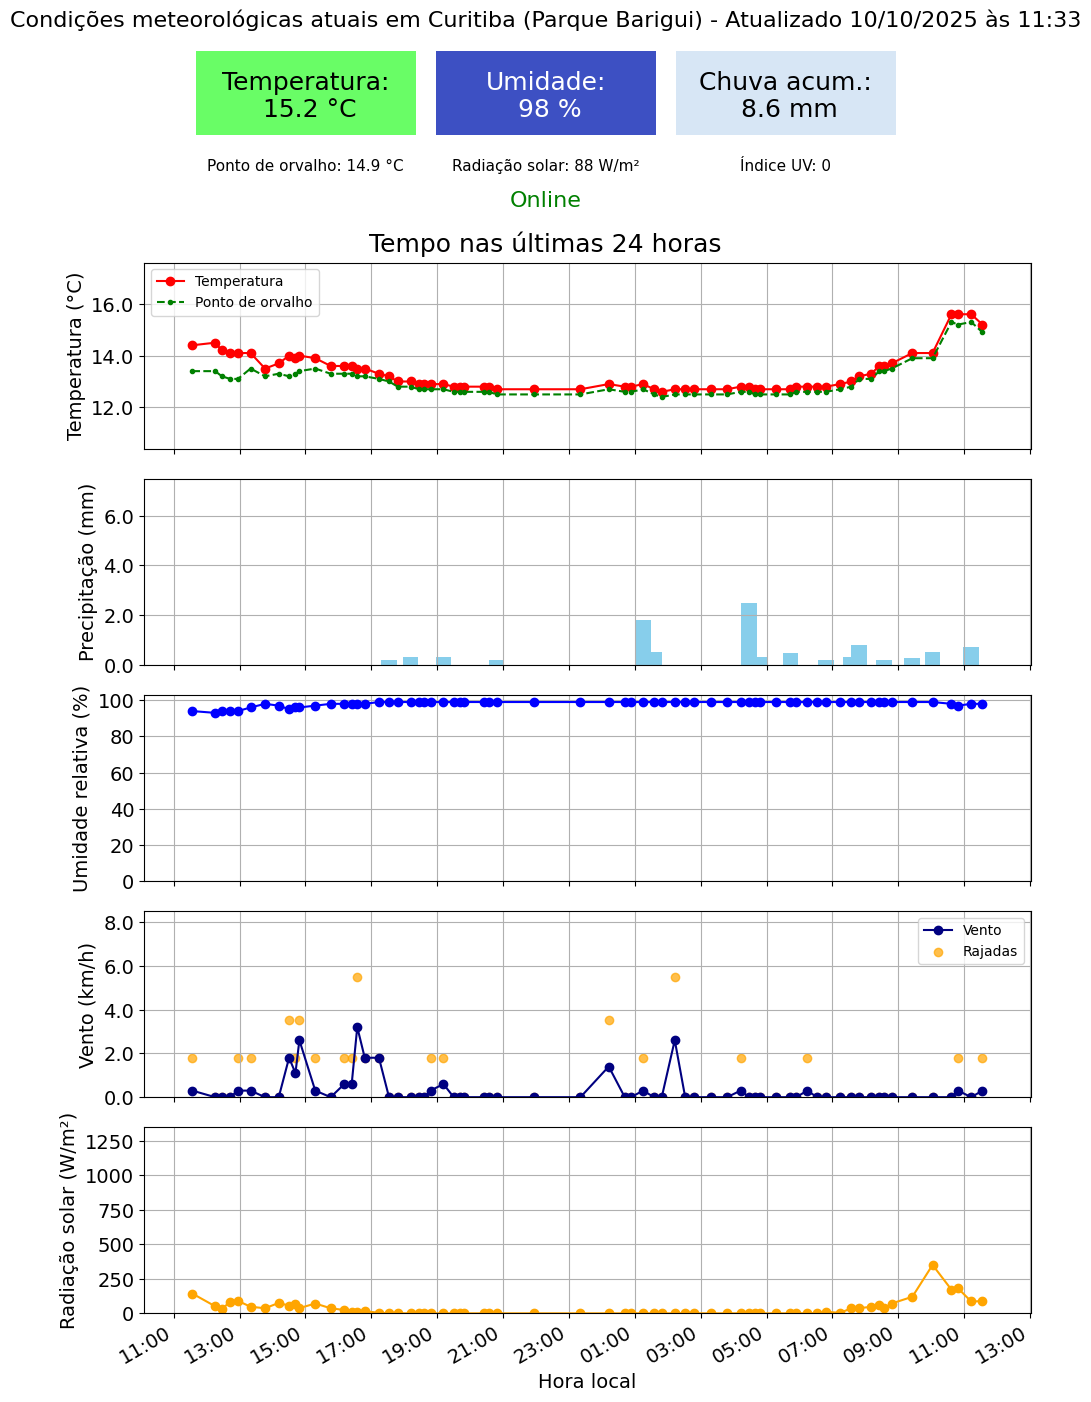 Condições meteorológicas atuais em Curitiba (Parque Barigui) - Atualizado 10/10/2025 às 11:33
Temperatura:
15.2 °C
Umidade:
98 %
Chuva acum.:
8.6 mm
Ponto de orvalho: 14.9 °C
Radiação solar: 88 W/m²
Índice UV: 0
Online
Tempo nas últimas 24 horas
Temperatura (°C)
16.0
14.0
12.0
Temperatura
Ponto de orvalho
Precipitação (mm)
6.0
4.0
2.0
0.0
Umidade relativa (%)
100
80
60
40
20
0
Vento (km/h)
8.0
6.0
4.0
2.0
0.0
Vento
Rajadas
Radiação solar (W/m²)
1250
1000
750
500
250
0
11:00
13:00
15:00
17:00
19:00
21:00
23:00
01:00
03:00
05:00
07:00
09:00
11:00
13:00
Hora local